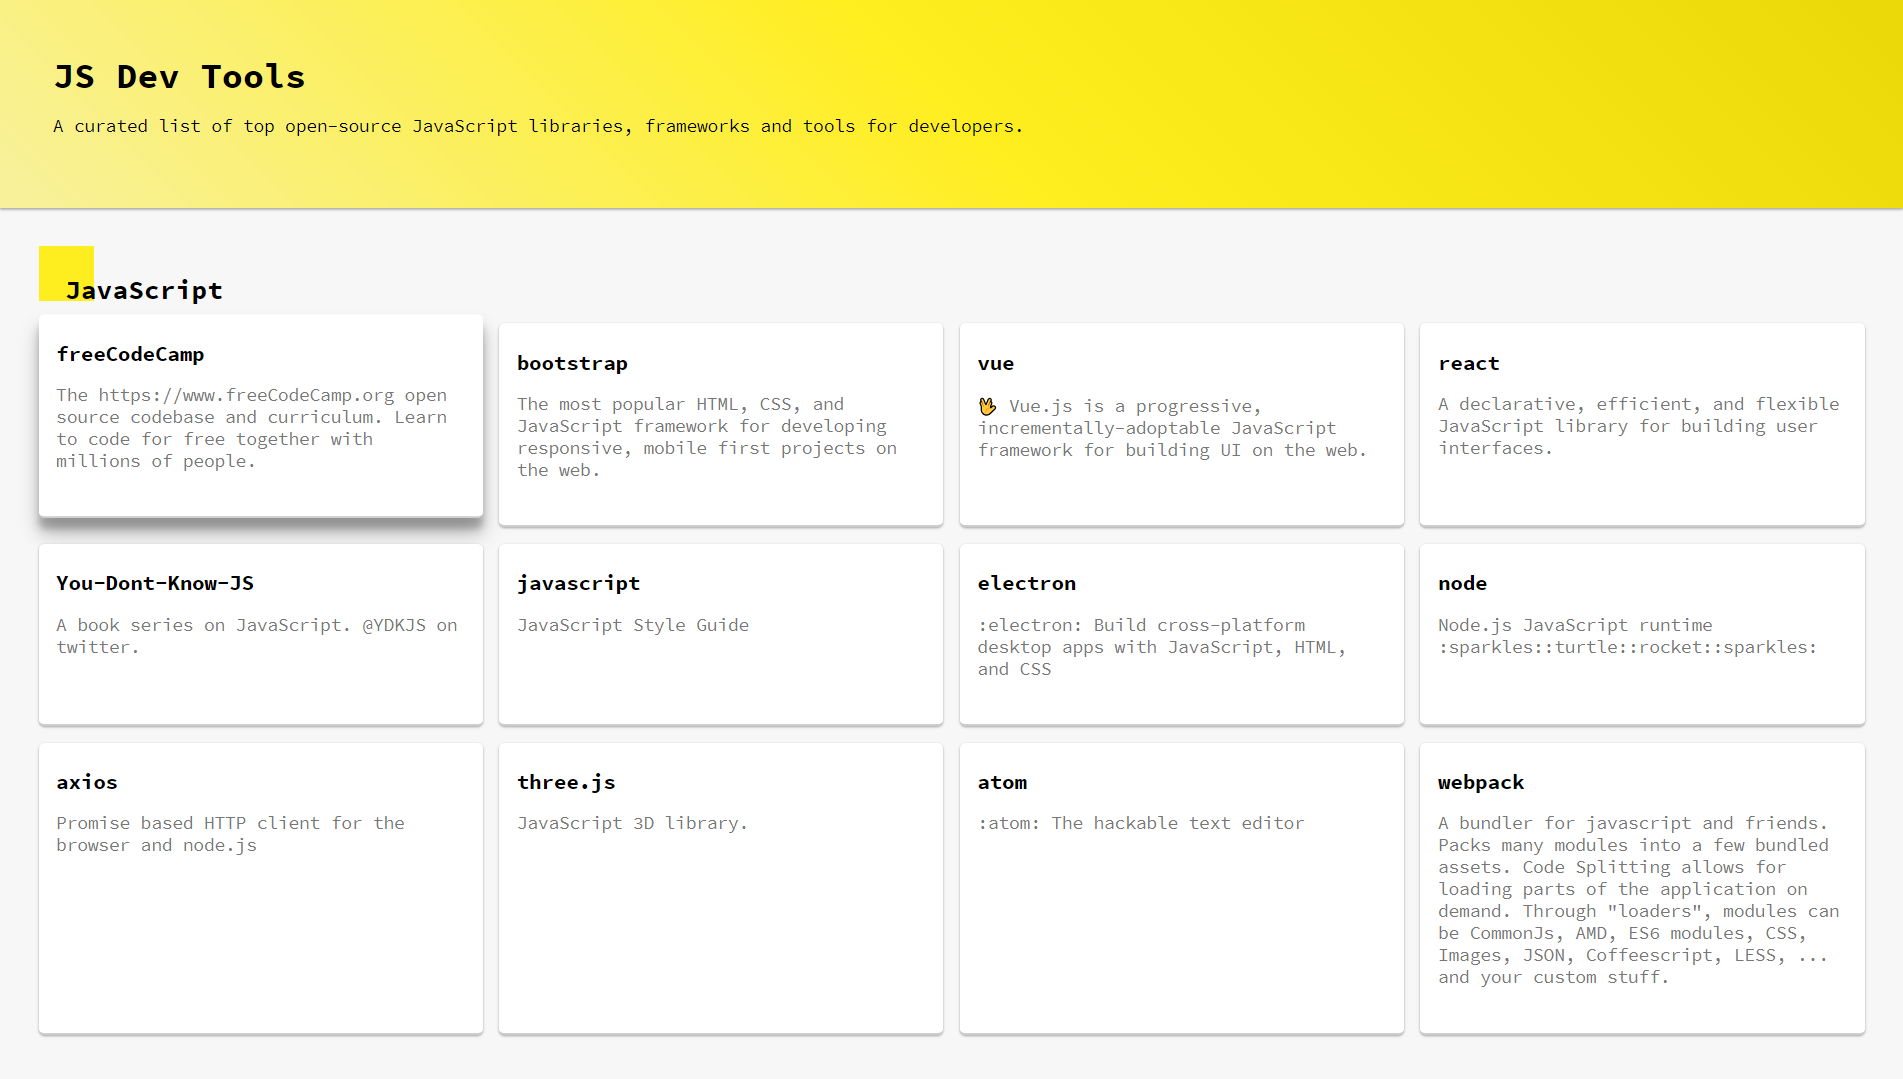 JS Dev Tools
A curated list of top open-source JavaScript libraries, frameworks and tools for developers.
JavaScript
freeCodeCamp
The https://www.freeCodeCamp.org open
source codebase and curriculum. Learn
to code for free together with
millions of people.
bootstrap
The most popular HTML, CSS, and
JavaScript framework for developing
responsive, mobile first projects on
the web.
vue
🖖 Vue.js is a progressive,
incrementally-adoptable JavaScript
framework for building UI on the web.
react
A declarative, efficient, and flexible
JavaScript library for building user
interfaces.
You-Dont-Know-JS
A book series on JavaScript. @YDKJS on
twitter.
javascript
JavaScript Style Guide
electron
:electron: Build cross-platform
desktop apps with JavaScript, HTML,
and CSS
node
Node.js JavaScript runtime
:sparkles::turtle::rocket::sparkles:
axios
Promise based HTTP client for the
browser and node.js
three.js
JavaScript 3D library.
atom
:atom: The hackable text editor
webpack
A bundler for javascript and friends.
Packs many modules into a few bundled
assets. Code Splitting allows for
loading parts of the application on
demand. Through "loaders", modules can
be CommonJs, AMD, ES6 modules, CSS,
Images, JSON, Coffeescript, LESS, ...
and your custom stuff.